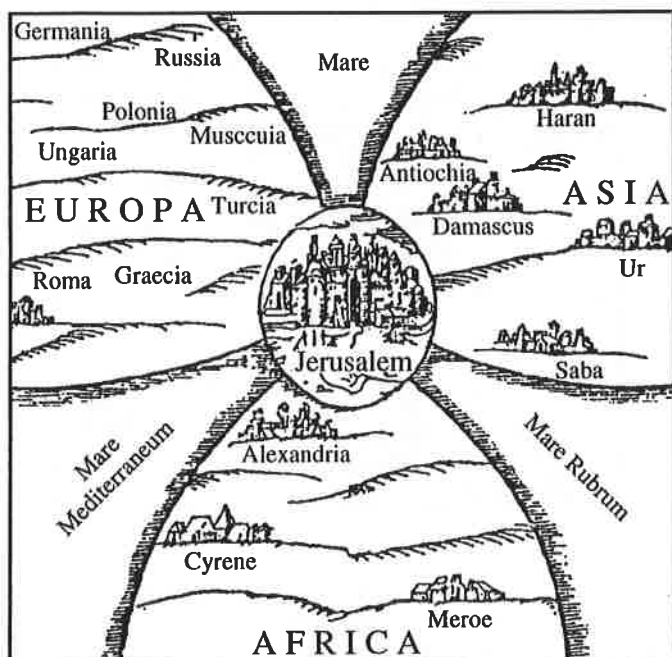 Germania
Russia
Mare
Haran
Polonia
Musccuia
Ungaria
Antiochia
EUROPA
Turcia
ASIA
Damascus
Roma
Graecia
Ur
Jerusalem
Saba
Alexandria
Mare
Mediterraneum
Mare Rubrum
Cyrene
Meroe
AFRICA